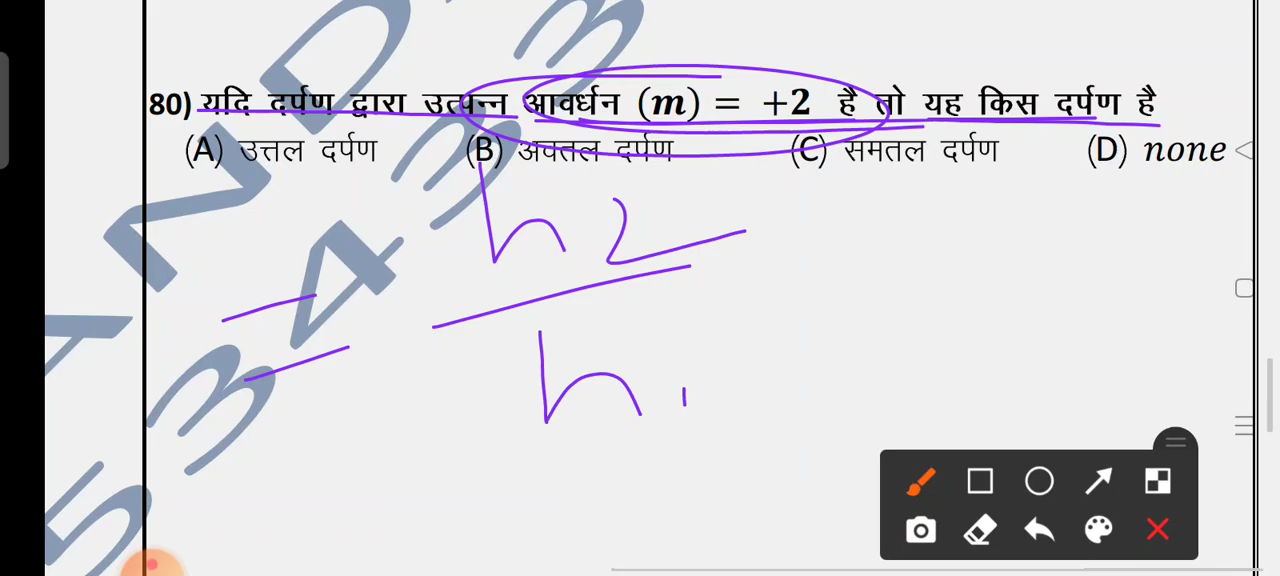 80) यदि दर्पण द्वारा उत्पन्न आवर्धन (m) = +2 है तो यह किस दर्पण है
(A) उत्तल दर्पण (B) अवतल दर्पण (C) समतल दर्पण (D) none
= h2
h1